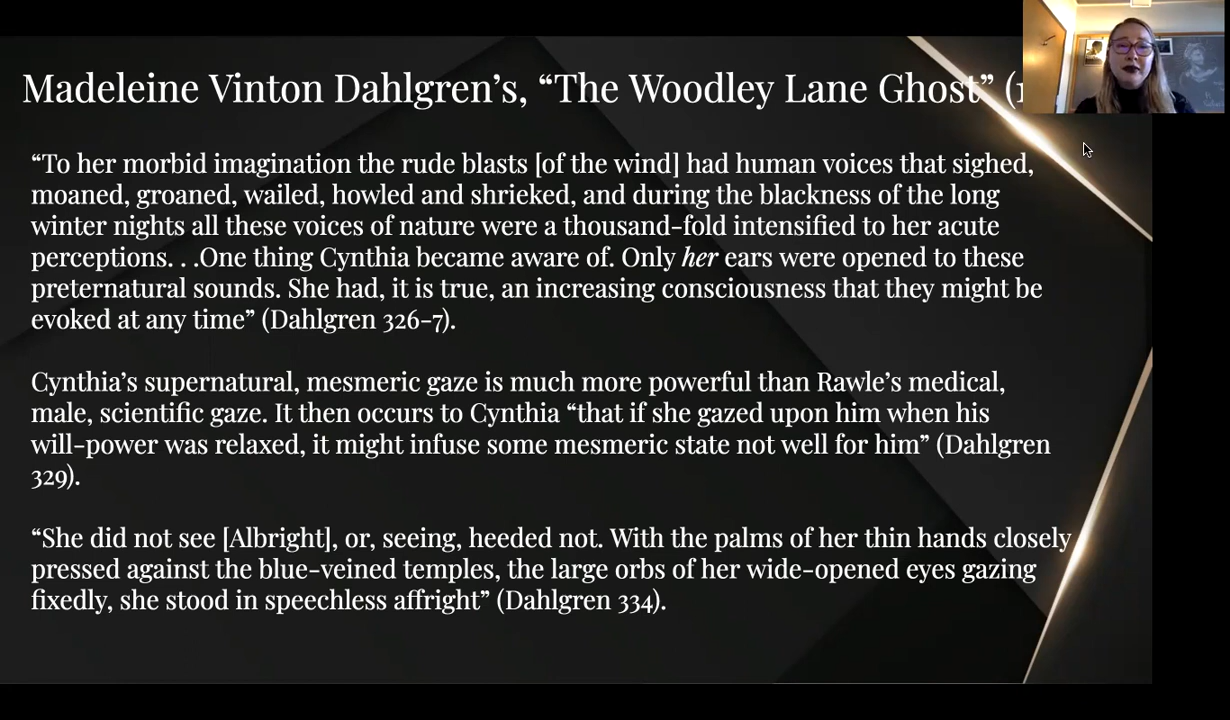 Madeleine Vinton Dahlgren’s, “The Woodley Lane Ghost” (
“To her morbid imagination the rude blasts [of the wind] had human voices that sighed,
moaned, groaned, wailed, howled and shrieked, and during the blackness of the long
winter nights all these voices of nature were a thousand-fold intensified to her acute
perceptions. . .One thing Cynthia became aware of. Only her ears were opened to these
preternatural sounds. She had, it is true, an increasing consciousness that they might be
evoked at any time” (Dahlgren 326-7).
Cynthia’s supernatural, mesmeric gaze is much more powerful than Rawle’s medical,
male, scientific gaze. It then occurs to Cynthia “that if she gazed upon him when his
will-power was relaxed, it might infuse some mesmeric state not well for him” (Dahlgren
329).
“She did not see [Albright], or, seeing, heeded not. With the palms of her thin hands closely
pressed against the blue-veined temples, the large orbs of her wide-opened eyes gazing
fixedly, she stood in speechless affright” (Dahlgren 334).